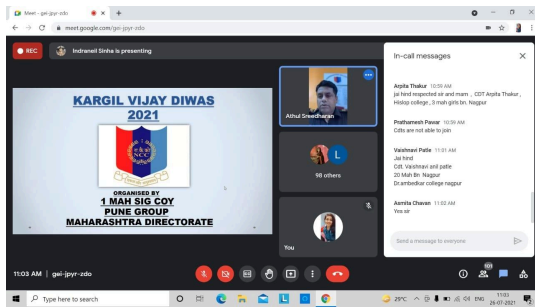 Meet - gei-jpyr-zdo
meet.google.com/gei-jpyr-zdo
REC
Indraneil Sinha is presenting
KARGIL VIJAY DIWAS
2021
NCC
ORGANISED BY
1 MAH SIG COY
PUNE GROUP
MAHARASHTRA DIRECTORATE
Athul Sreedharan
L
98 others
You
In-call messages
Arpita Thakur 10:59 AM
jai hind respected sir and mam , CDT Arpita Thakur ,
Hislop college , 3 mah girls bn. Nagpur
Prathamesh Pawar 10:59 AM
Cdts are not able to join
Vaishnavi Patle 11:01 AM
Jai hind
Cdt. Vaishnavi anil patle
20 Mah Bn Nagpur
Dr.ambedkar college nagpur
Asmita Chavan 11:02 AM
Yes sir
Send a message to everyone
11:03 AM | gei-jpyr-zdo
101
Type here to search
L
29°C
ENG
11:03
26-07-2021